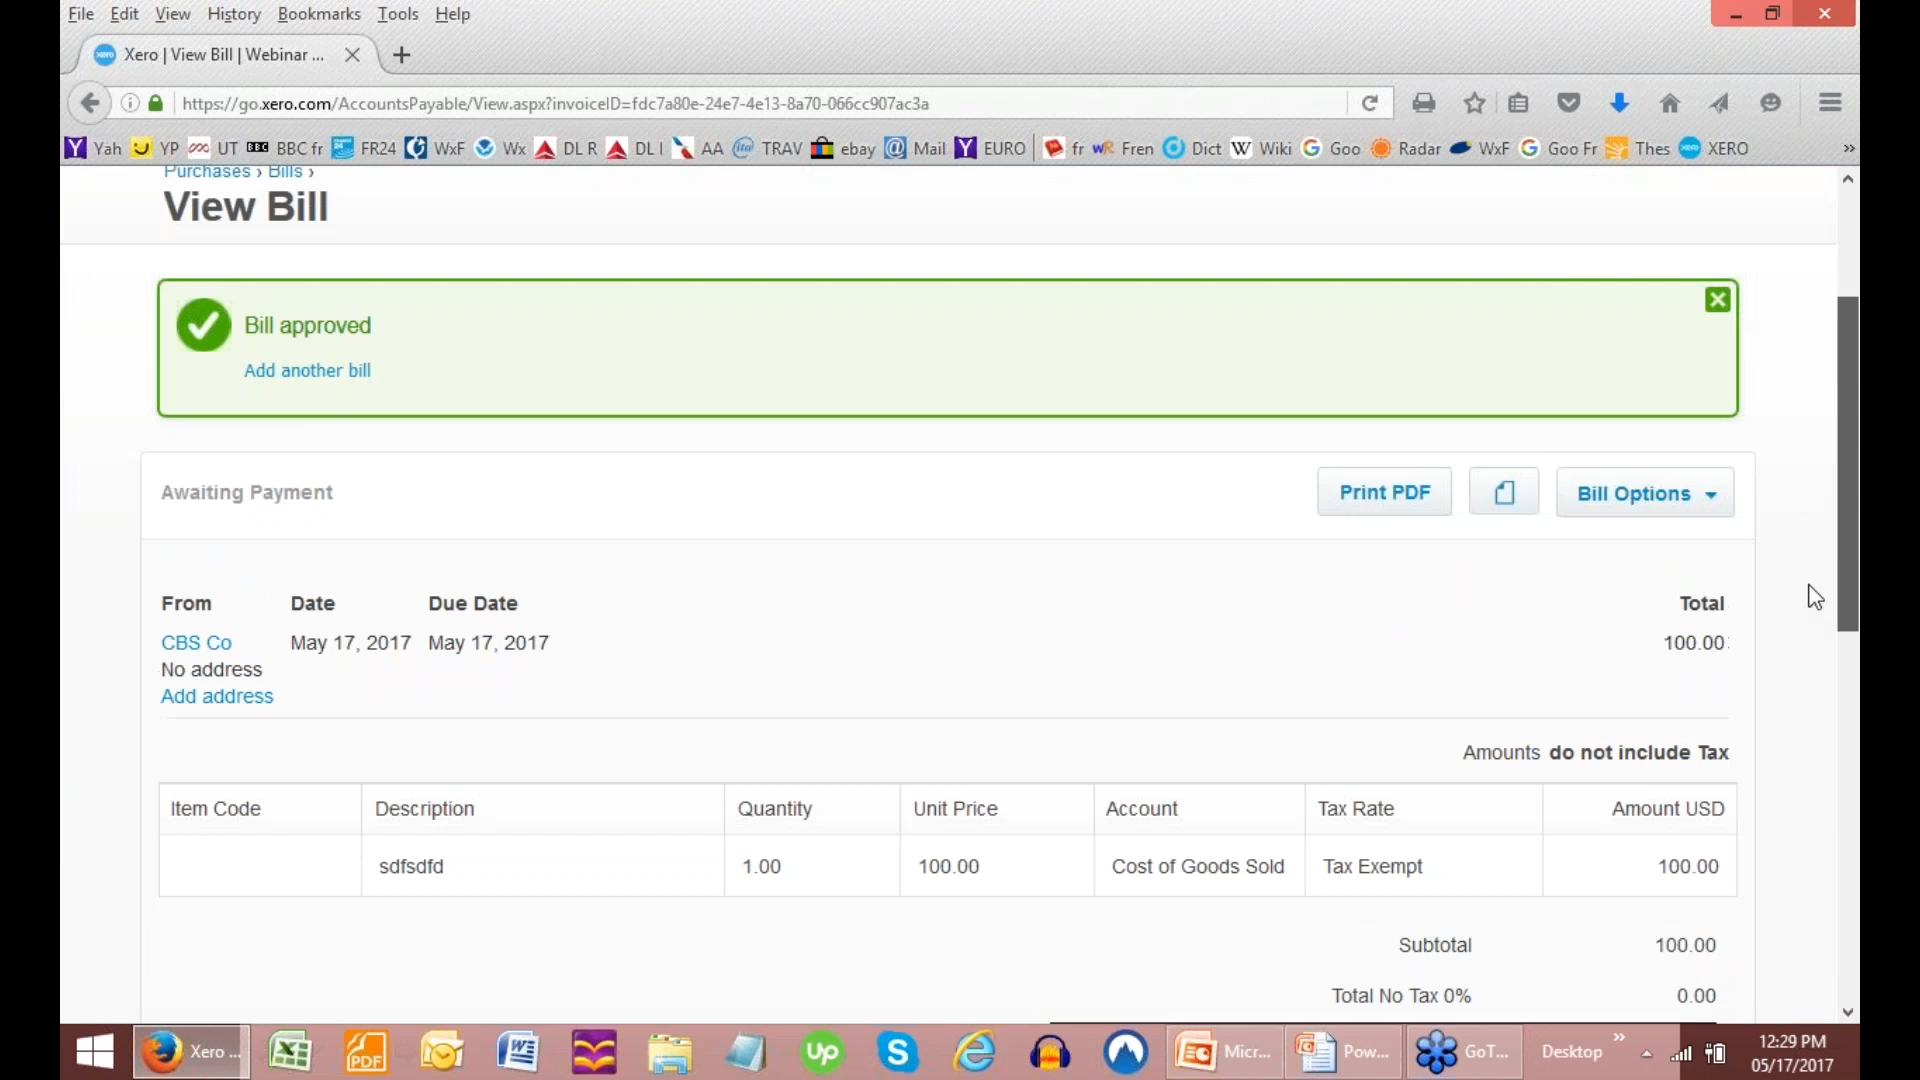 File Edit View History Bookmarks Tools Help
Xero | View Bill | Webinar ...
https://go.xero.com/AccountsPayable/View.aspx?invoiceID=fdc7a80e-24e7-4e13-8a70-066cc907ac3a
Yah YP UT BBC fr FR24 WxF Wx DL R DL I AA TRAV ebay Mail EURO fr Fren Dict Wiki Goo Radar WxF Goo Fr Thes XERO »
Purchases › Bills ›
View Bill
Bill approved
Add another bill
Awaiting Payment
Print PDF
Bill Options
From Date Due Date Total
CBS Co May 17, 2017 May 17, 2017 100.00
No address
Add address
Amounts do not include Tax
Item Code Description Quantity Unit Price Account Tax Rate Amount USD
sdfsdfd 1.00 100.00 Cost of Goods Sold Tax Exempt 100.00
Subtotal 100.00
Total No Tax 0% 0.00
Xero ... Micr... Pow... GoT... Desktop » 12:29 PM
05/17/2017